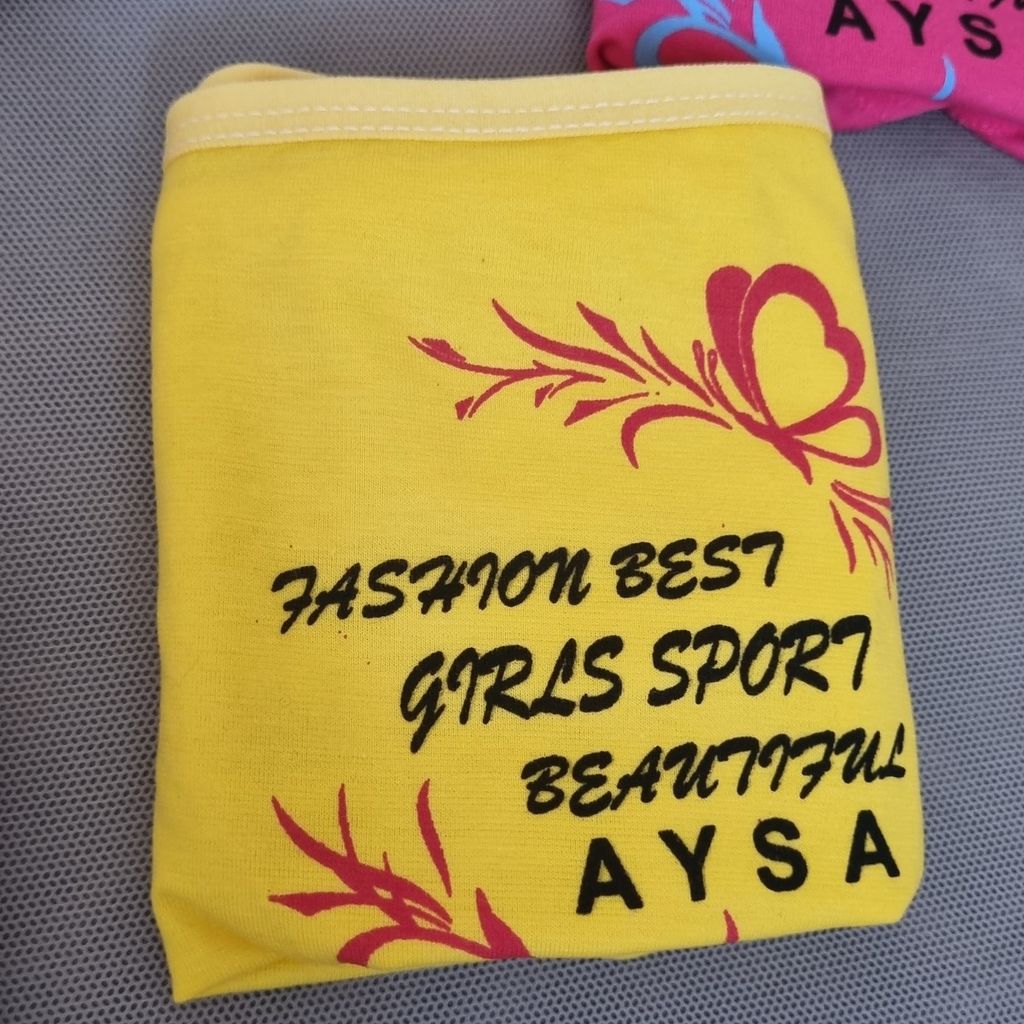 AYS
FASHION BEST
GIRLS SPORT
BEAUTIFUL
AYSA